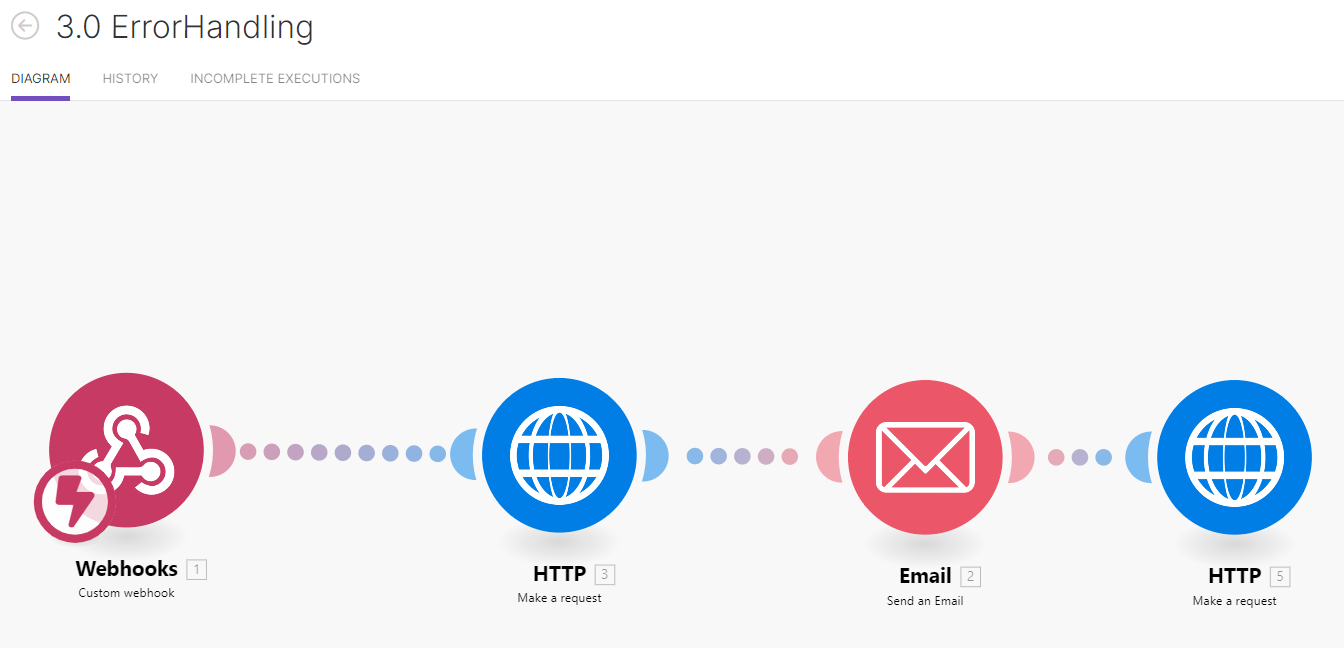 3.0 ErrorHandling
DIAGRAM HISTORY INCOMPLETE EXECUTIONS
Webhooks 1
Custom webhook
HTTP 3
Make a request
Email 2
Send an Email
HTTP 5
Make a request